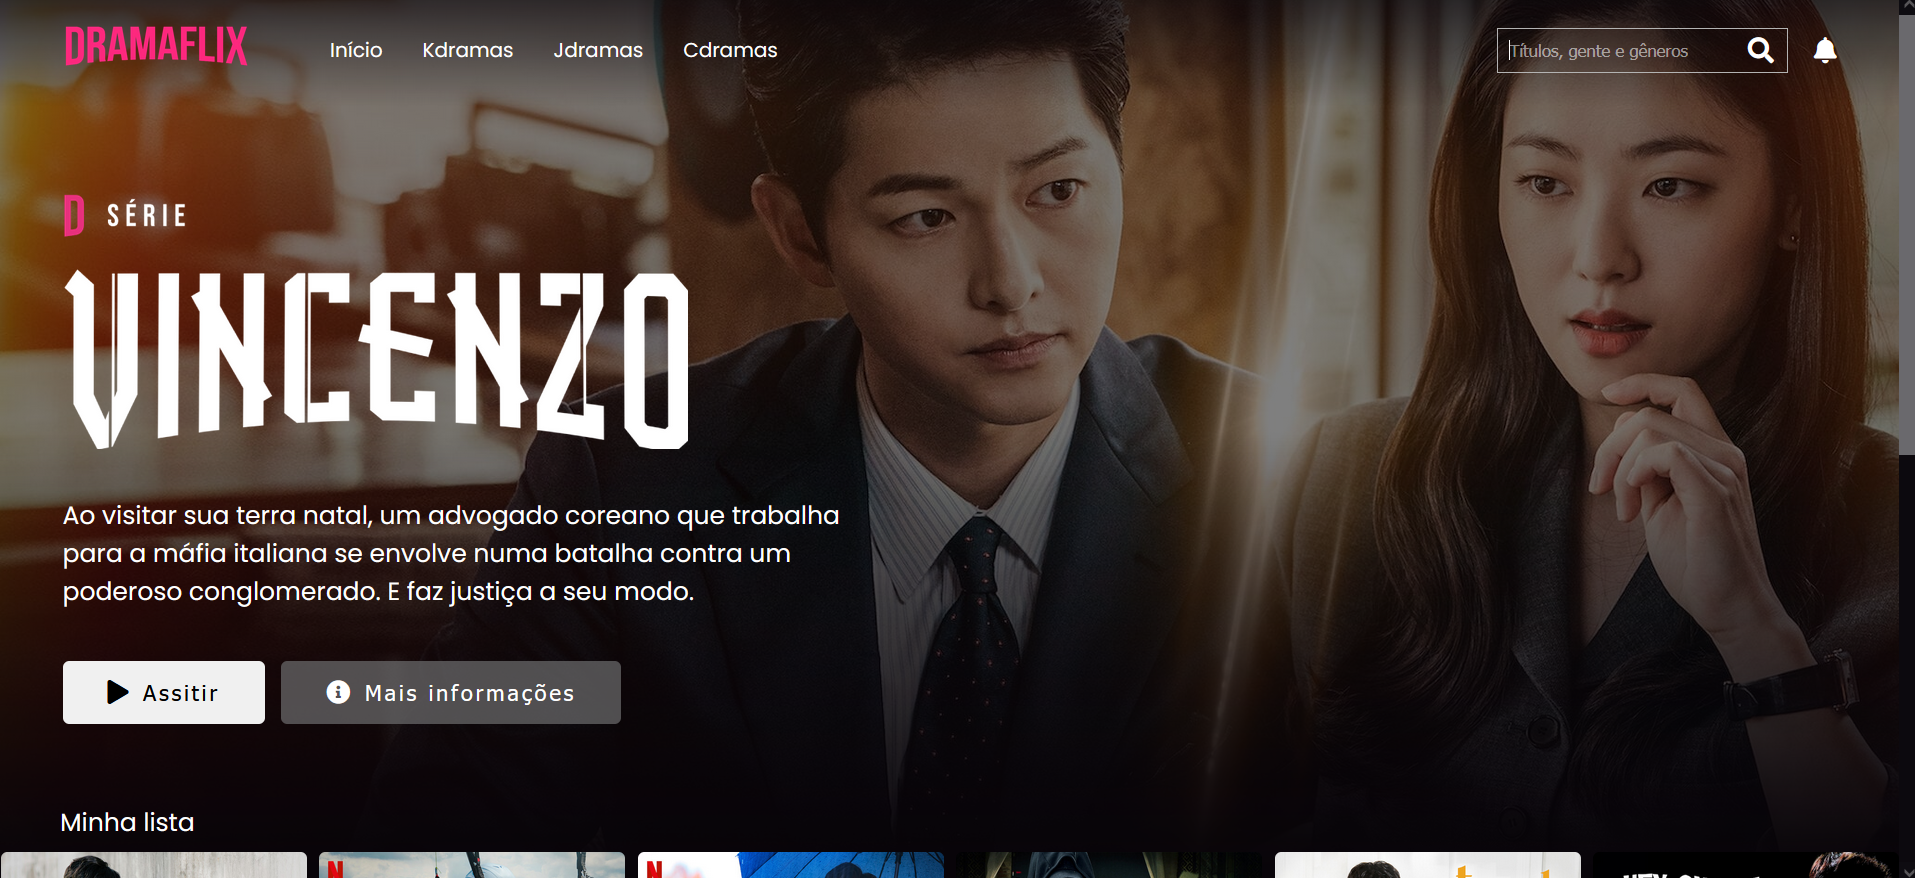 DRAMAFLIX
Início Kdramas Jdramas Cdramas
Títulos, gente e gêneros
D SÉRIE
VINCENZO
Ao visitar sua terra natal, um advogado coreano que trabalha
para a máfia italiana se envolve numa batalha contra um
poderoso conglomerado. E faz justiça a seu modo.
Assitir
Mais informações
Minha lista
N
N